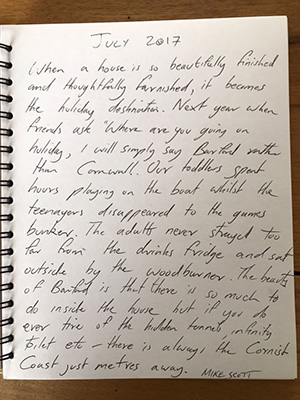 JULY 2017
When a house is so beautifully finished
and thoughtfully furnished, it becomes
the holiday destination. Next year when
friends ask "Where are you going on
holiday, I will simply say Barford rather
than Cornwall. Our toddlers spent
hours playing on the boat whilst the
teenagers disappeared to the games
bunker. The adults never strayed too
far from the drinks fridge and sat
outside by the woodburner. The beauty
of Barford is that there is so much to
do inside the house but if you do
ever tire of the hidden tunnel, infinity
toilet etc - there is always the Cornish
Coast just metres away. MIKE SCOTT